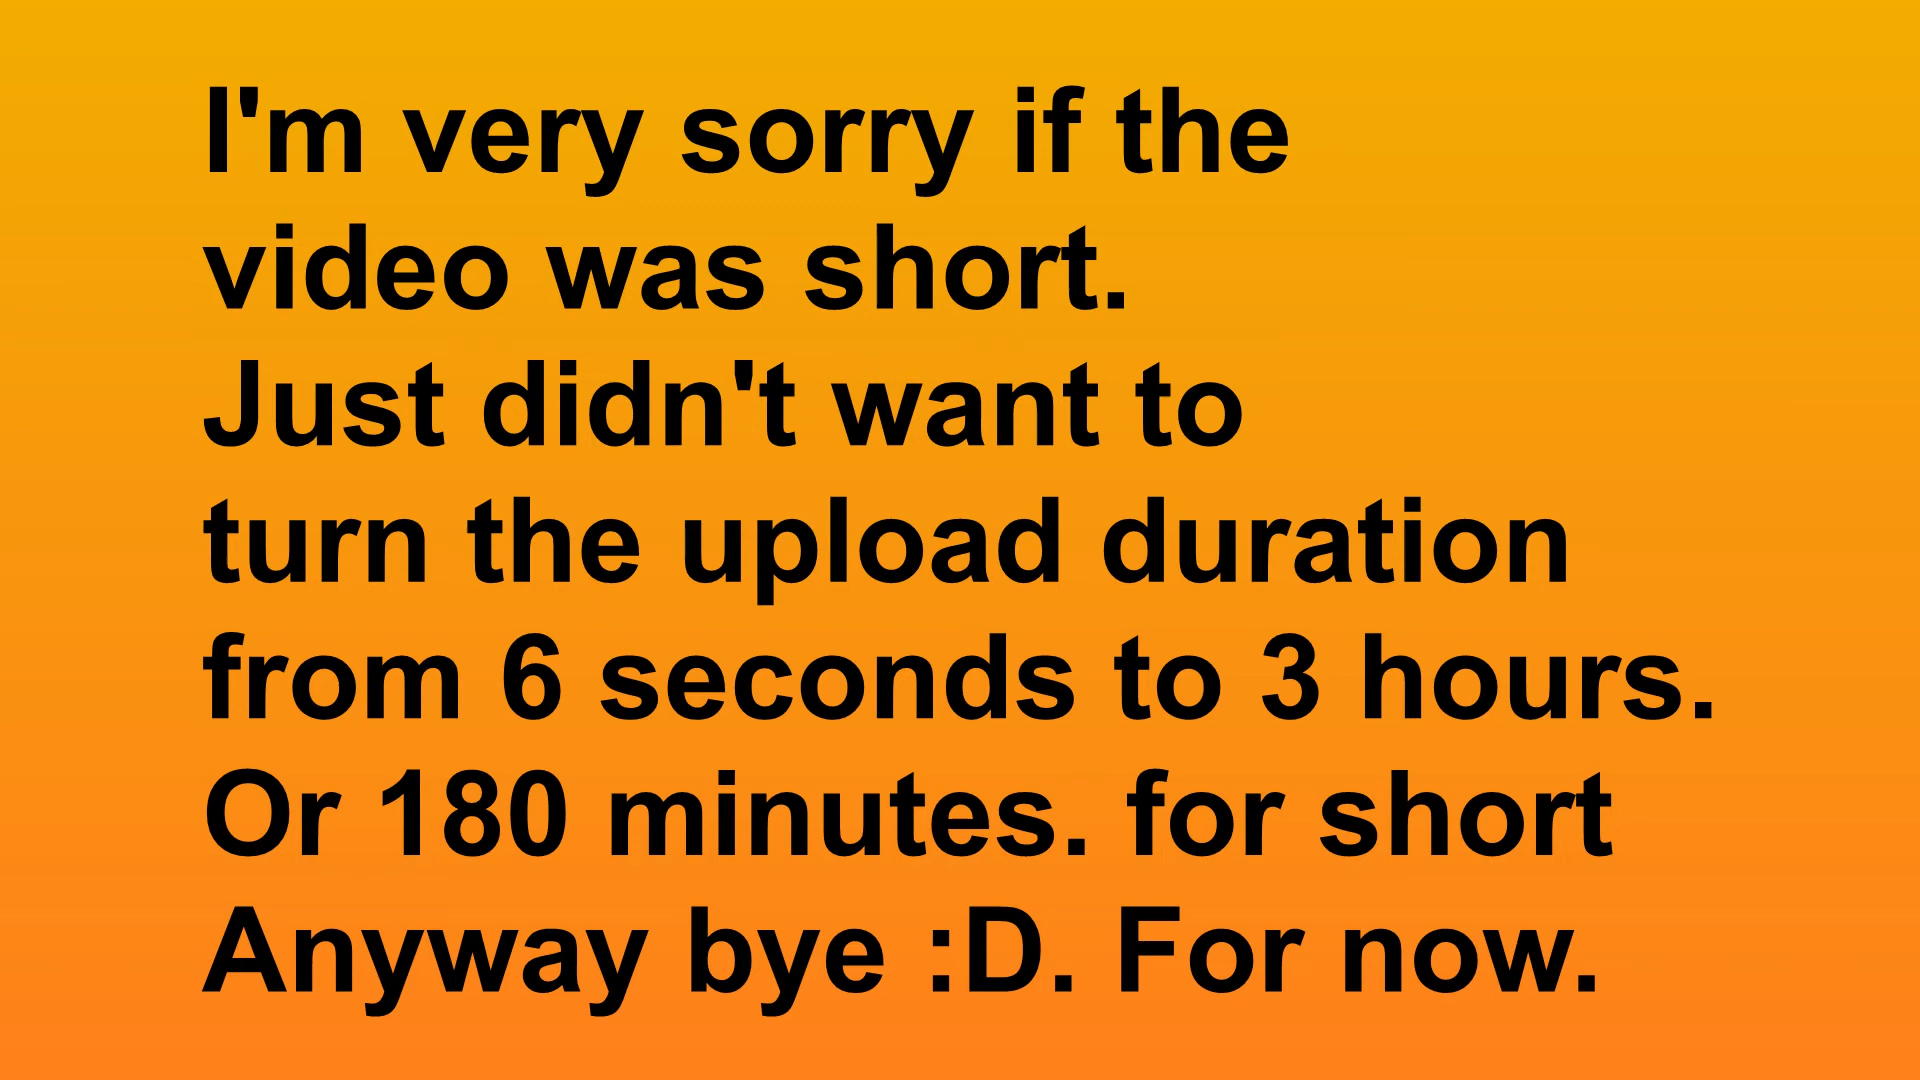 I'm very sorry if the
video was short.
Just didn't want to
turn the upload duration
from 6 seconds to 3 hours.
Or 180 minutes. for short
Anyway bye :D. For now.